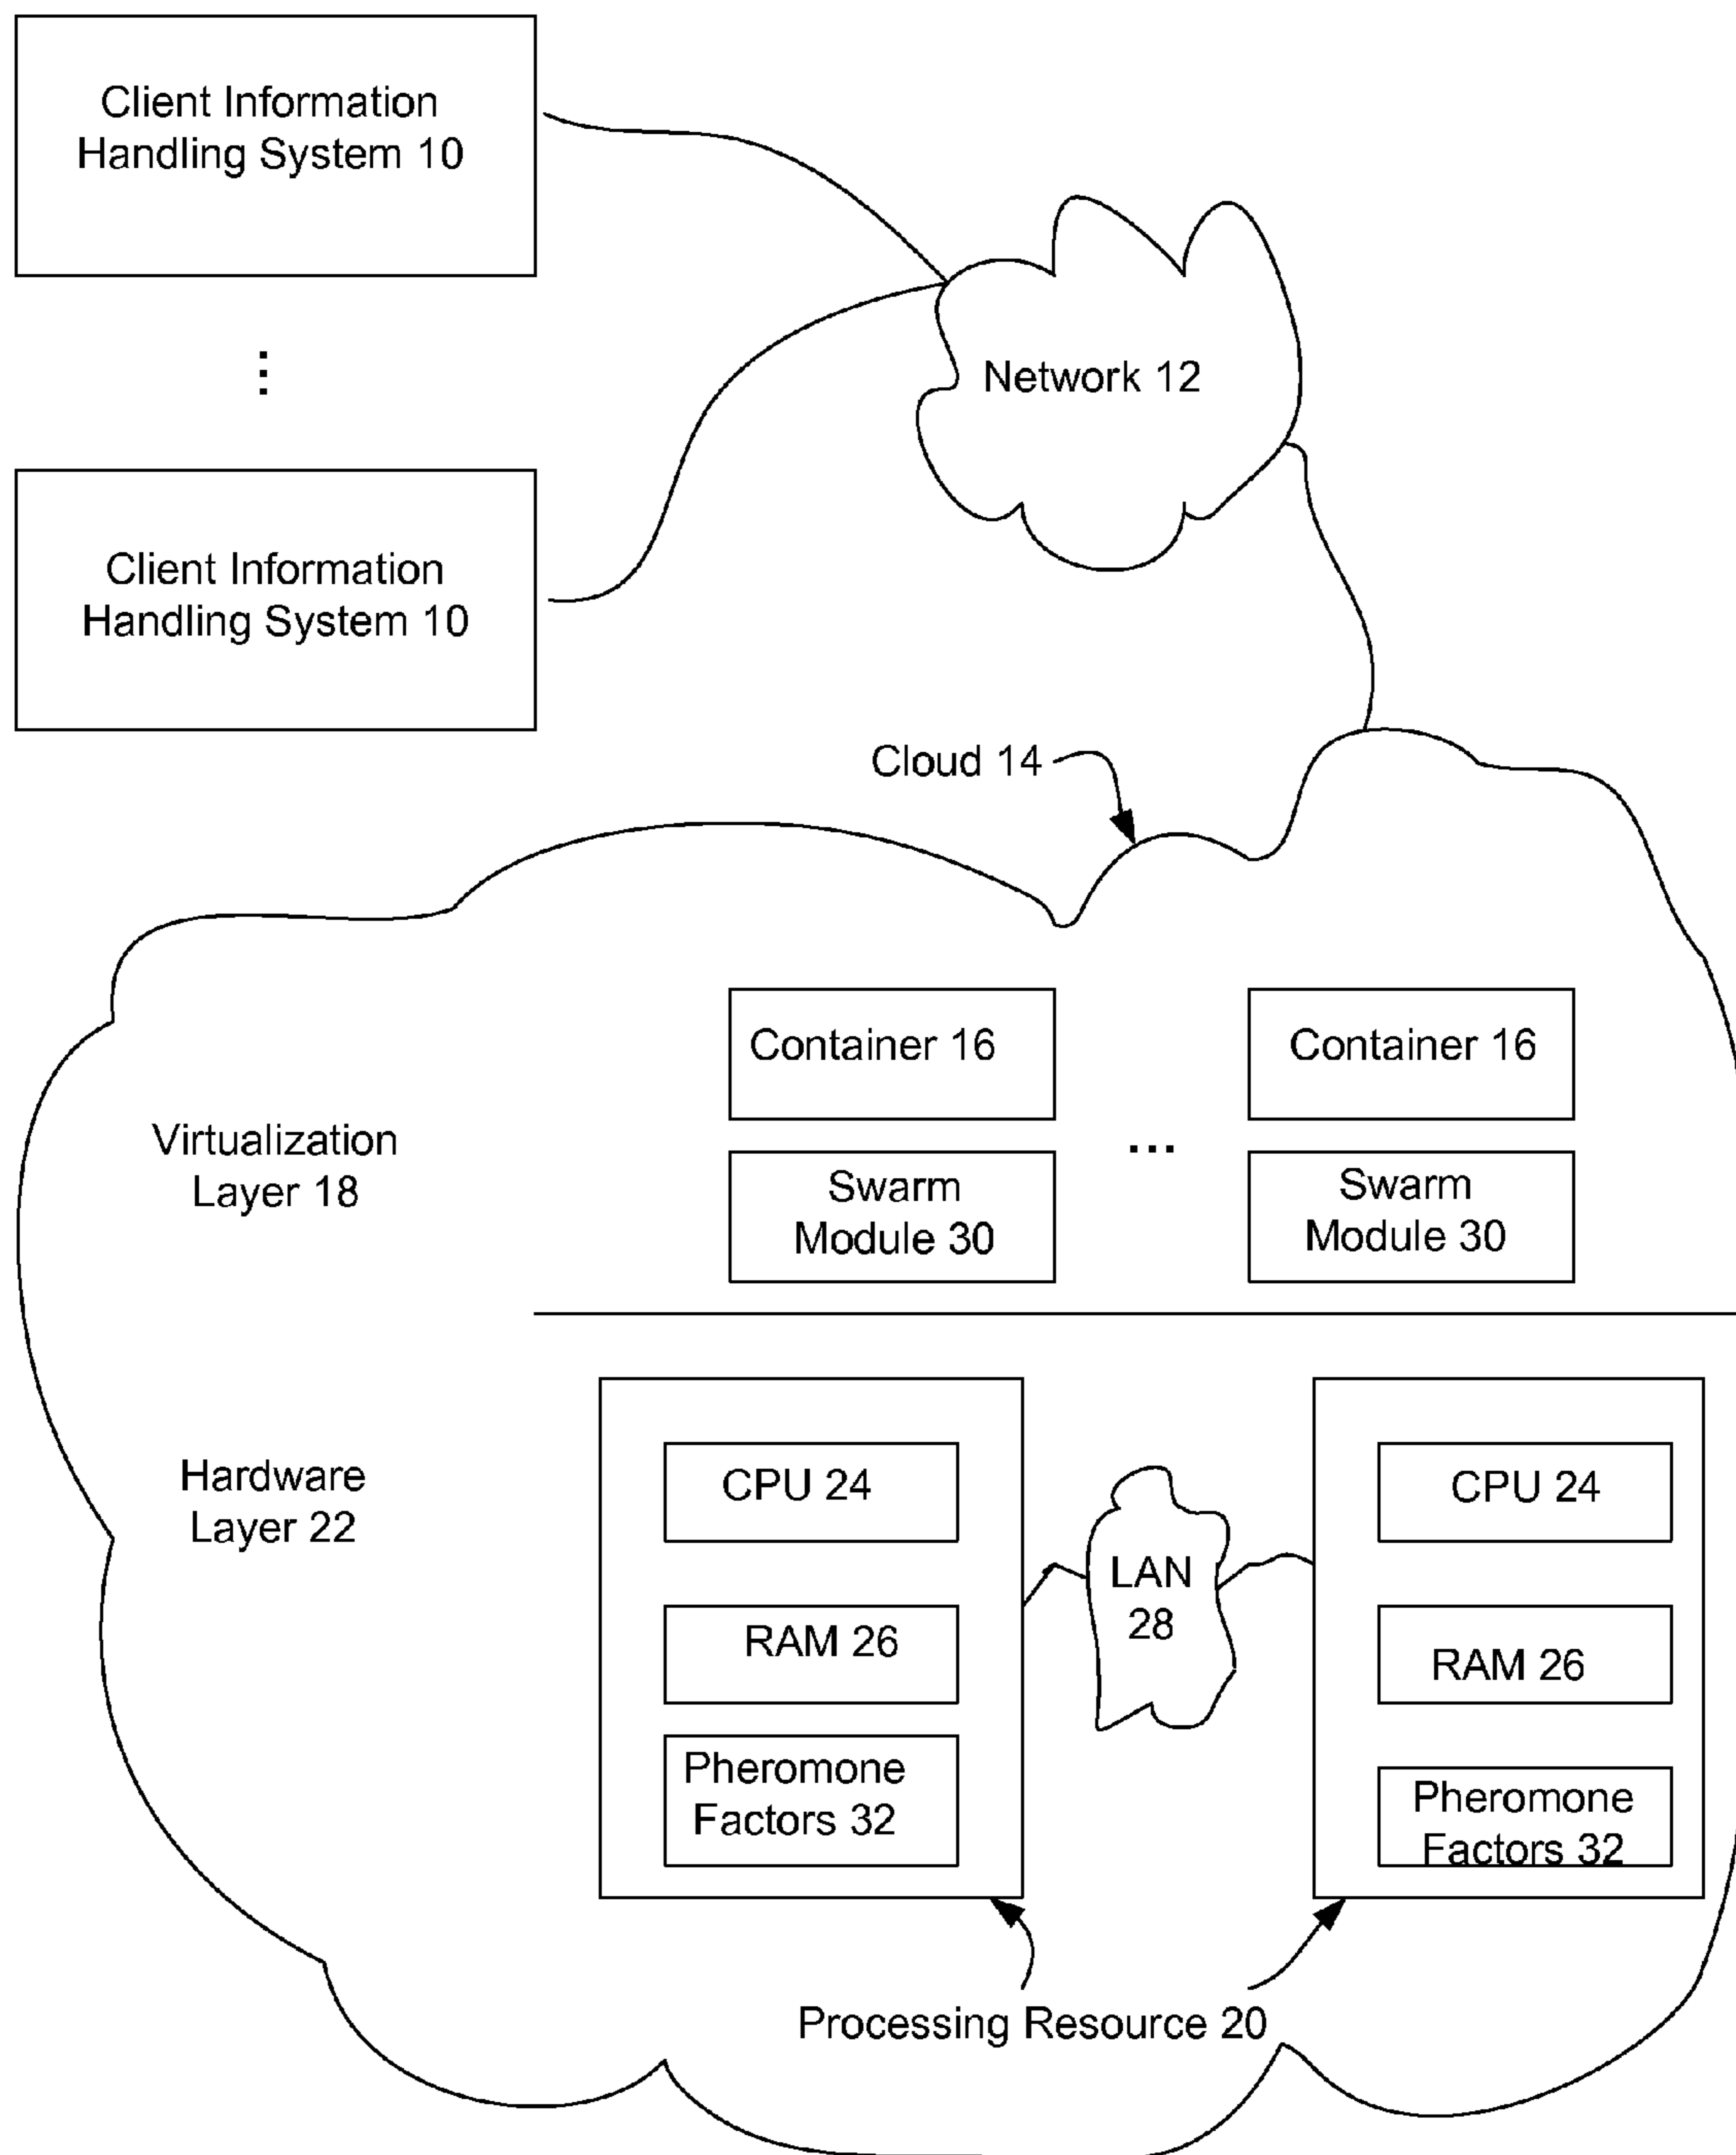 Client Information
Handling System 10
⋮
Client Information
Handling System 10
Network 12
Cloud 14
Container 16
Container 16
Virtualization
Layer 18
...
Swarm
Module 30
Swarm
Module 30
Hardware
Layer 22
CPU 24
RAM 26
Pheromone
Factors 32
LAN
28
CPU 24
RAM 26
Pheromone
Factors 32
Processing Resource 20